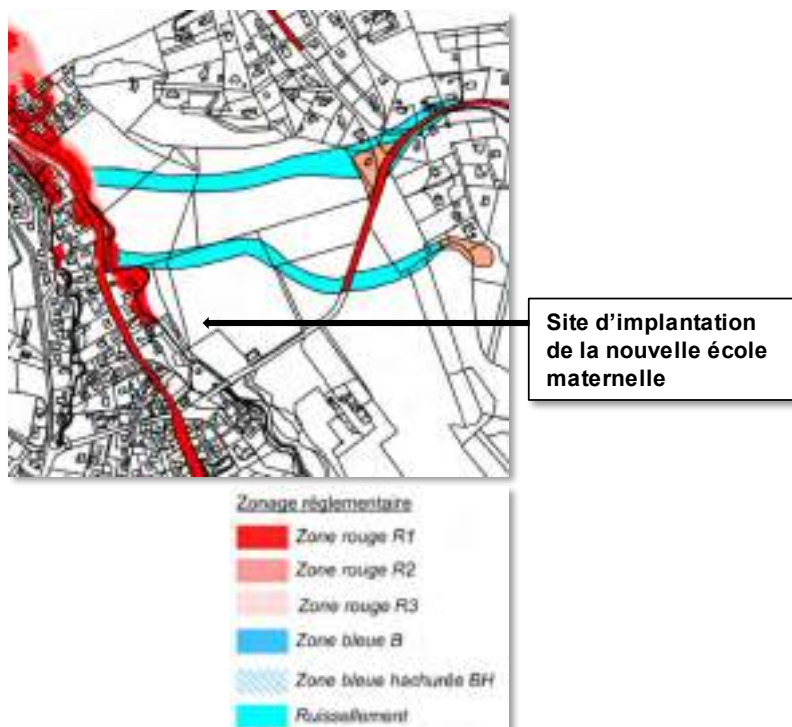 Site d’implantation
de la nouvelle école
maternelle
Zonage réglementaire
Zone rouge R1
Zone rouge R2
Zone rouge R3
Zone bleue B
Zone bleue hachurée BH
Ruissellement